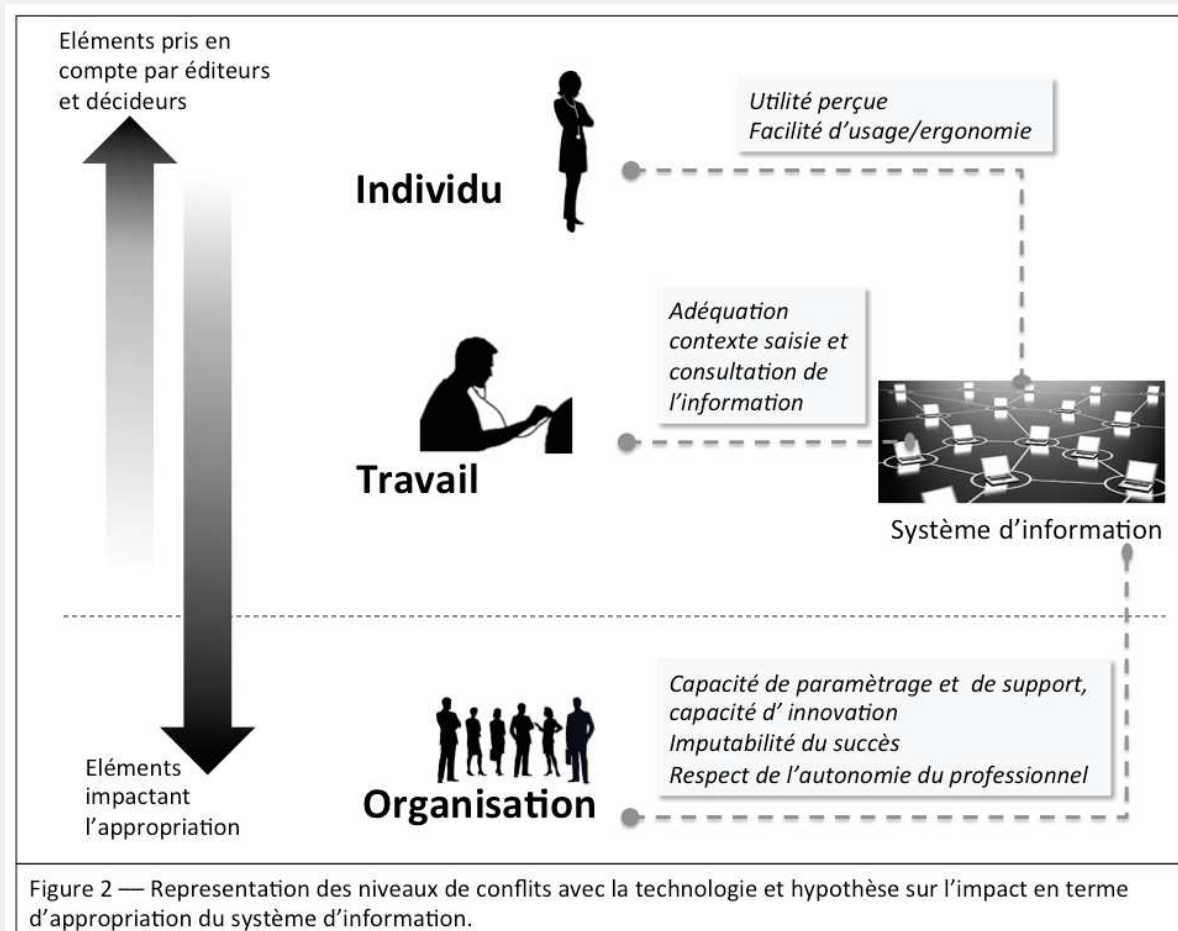 Eléments pris en
compte par éditeurs
et décideurs
Utilité perçue
Facilité d'usage/ergonomie
Individu
Adéquation
contexte saisie et
consultation de
l'information
Travail
Système d'information
Capacité de paramètrage et de support,
capacité d' innovation
Imputabilité du succès
Respect de l'autonomie du professionnel
Organisation
Eléments
impactant
l'appropriation
Figure 2 –– Representation des niveaux de conflits avec la technologie et hypothèse sur l'impact en terme
d'appropriation du système d'information.